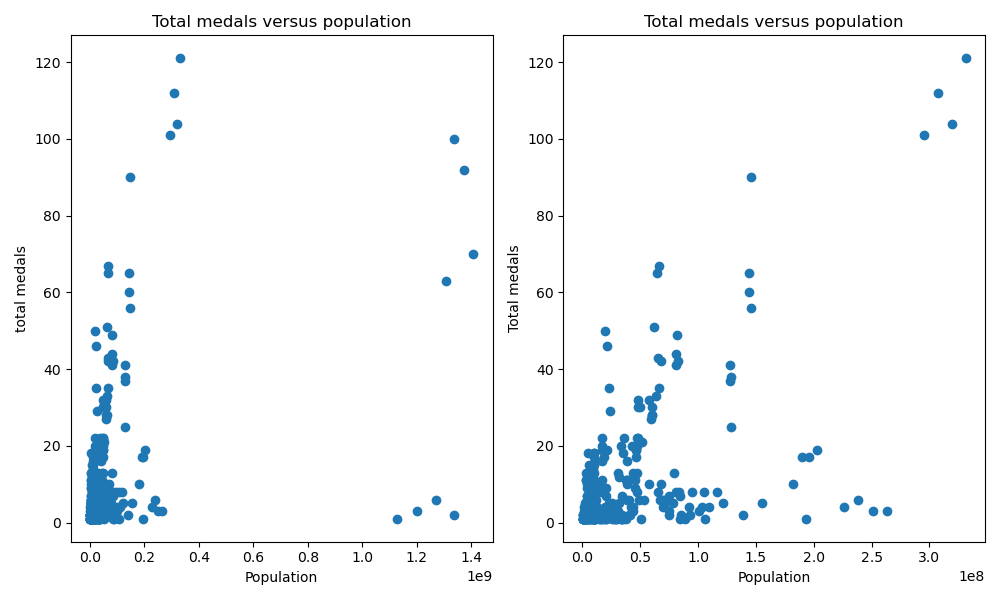 Total medals versus population
total medals
0
20
40
60
80
100
120
0.0 0.2 0.4 0.6 0.8 1.0 1.2 1.4
1e9
Population
Total medals versus population
Total medals
0
20
40
60
80
100
120
0.0 0.5 1.0 1.5 2.0 2.5 3.0
1e8
Population